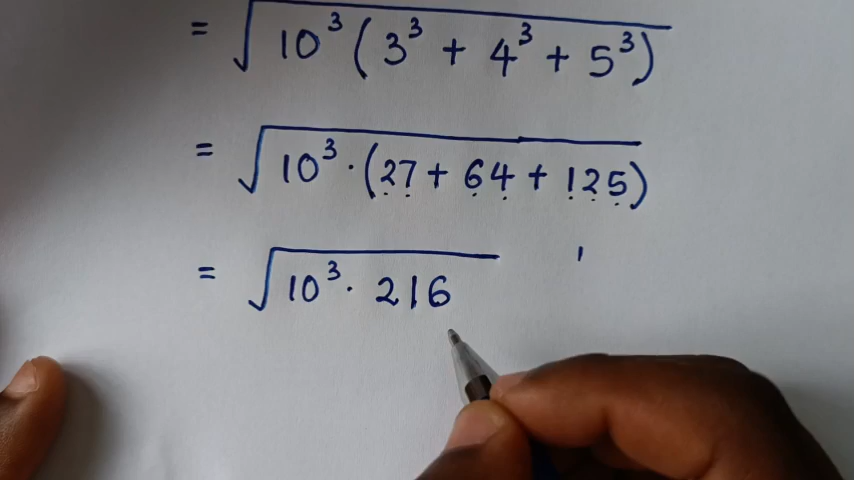 = √10³(3³ + 4³ + 5³)
= √10³·(27 + 64 + 125)
= √10³· 216